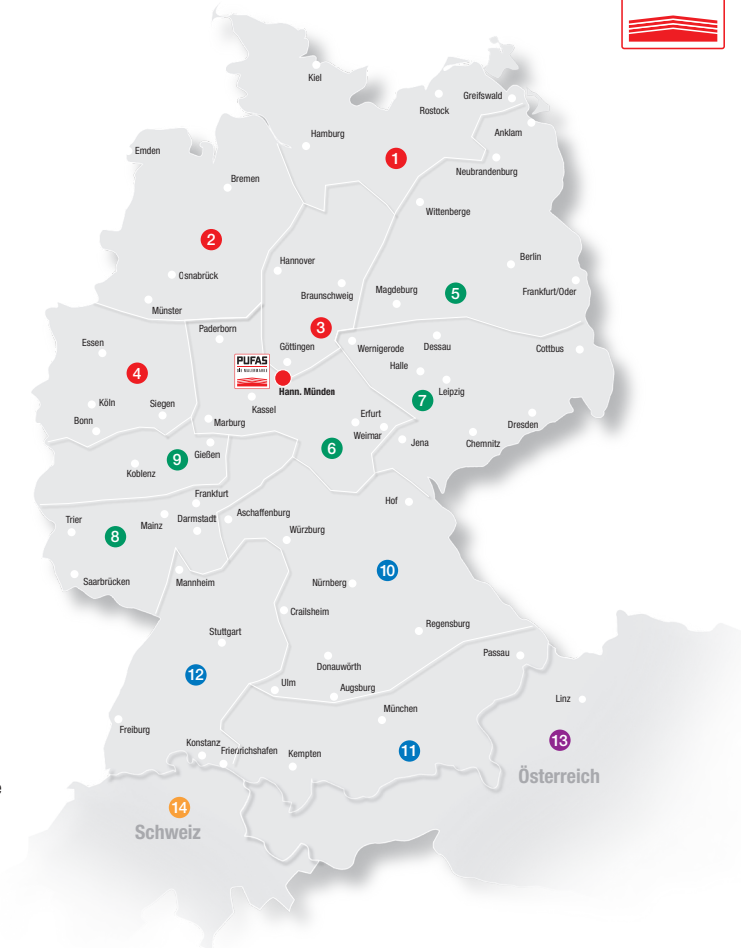 Kiel
Greifswald
Rostock
Anklam
Hamburg
Emden
1
Neubrandenburg
Bremen
Wittenberge
2
Hannover
Berlin
Osnabrück
Magdeburg
5
Frankfurt/Oder
Braunschweig
Münster
Paderborn
3
Essen
Göttingen
Wernigerode
Dessau
Cottbus
PUFAS
4
Halle
7
Leipzig
Hann. Münden
Köln
Siegen
Kassel
Erfurt
Bonn
Marburg
Weimar
Dresden
Jena
Chemnitz
6
9
Gießen
Koblenz
Frankfurt
Hof
Trier
Mainz
Darmstadt
Aschaffenburg
Würzburg
8
10
Saarbrücken
Mannheim
Nürnberg
Crailsheim
Regensburg
Stuttgart
Passau
Donauwörth
12
Ulm
Augsburg
Linz
München
Freiburg
13
Konstanz
Friedrichshafen
Kempten
11
Österreich
e
14
Schweiz